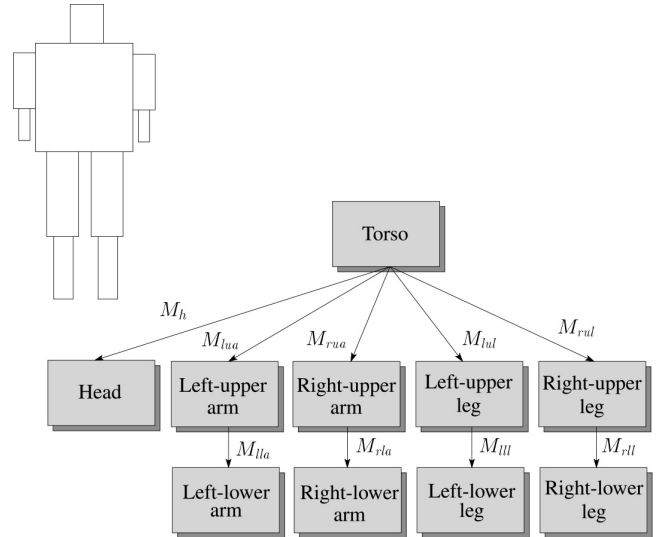 Torso
M_h
M_lua
M_rua
M_lul
M_rul
Head
Left-upper
arm
Right-upper
arm
Left-upper
leg
Right-upper
leg
M_lla
M_rla
M_lll
M_rll
Left-lower
arm
Right-lower
arm
Left-lower
leg
Right-lower
leg